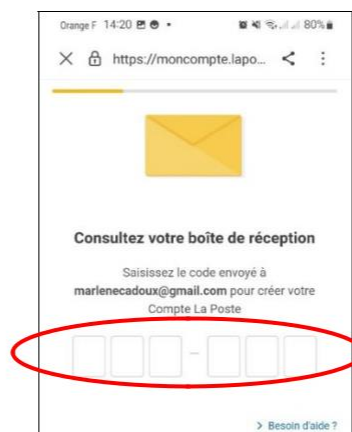 Orange F 14:20
80%
https://moncompte.lapo...
Consultez votre boîte de réception
Saisissez le code envoyé à
marlenecadoux@gmail.com pour créer votre
Compte La Poste
–
> Besoin d'aide ?